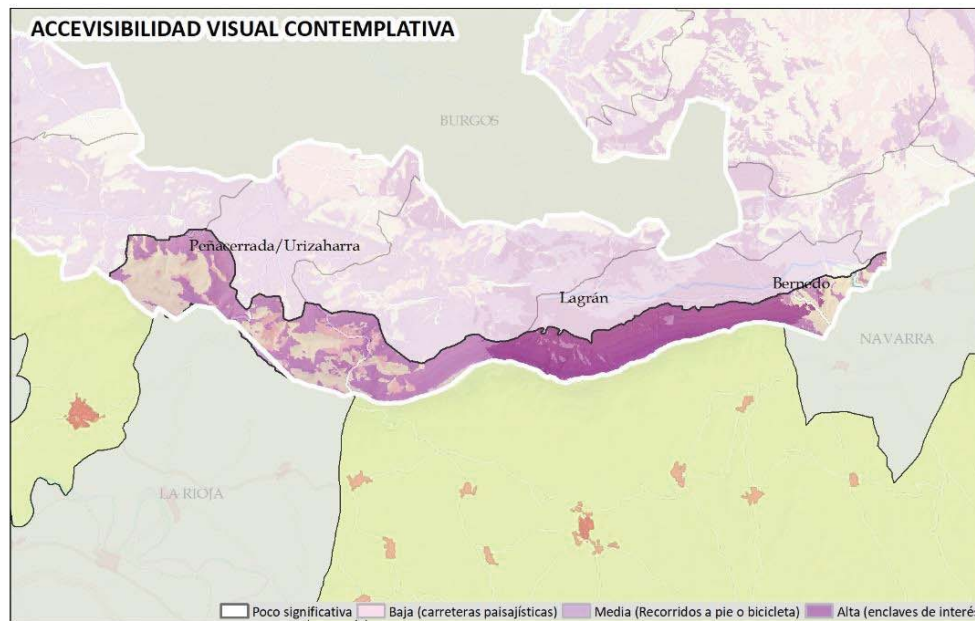 ACCEVISIBILIDAD VISUAL CONTEMPLATIVA
BURGOS
Peñacerrada/Urizaharra
Lagrán
Bernedo
NAVARRA
LA RIOJA
Poco significativa Baja (carreteras paisajísticas) Media (Recorridos a pie o bicicleta) Alta (enclaves de interés